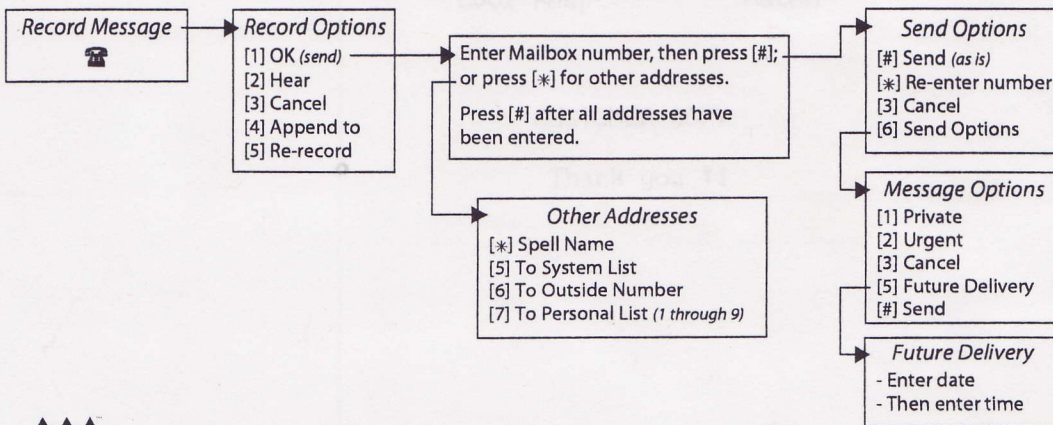 Record Message
Record Options
[1] OK (send)
[2] Hear
[3] Cancel
[4] Append to
[5] Re-record
Enter Mailbox number, then press [#];
or press [*] for other addresses.
Press [#] after all addresses have
been entered.
Other Addresses
[*] Spell Name
[5] To System List
[6] To Outside Number
[7] To Personal List (1 through 9)
Send Options
[#] Send (as is)
[*] Re-enter number
[3] Cancel
[6] Send Options
Message Options
[1] Private
[2] Urgent
[3] Cancel
[5] Future Delivery
[#] Send
Future Delivery
- Enter date
- Then enter time